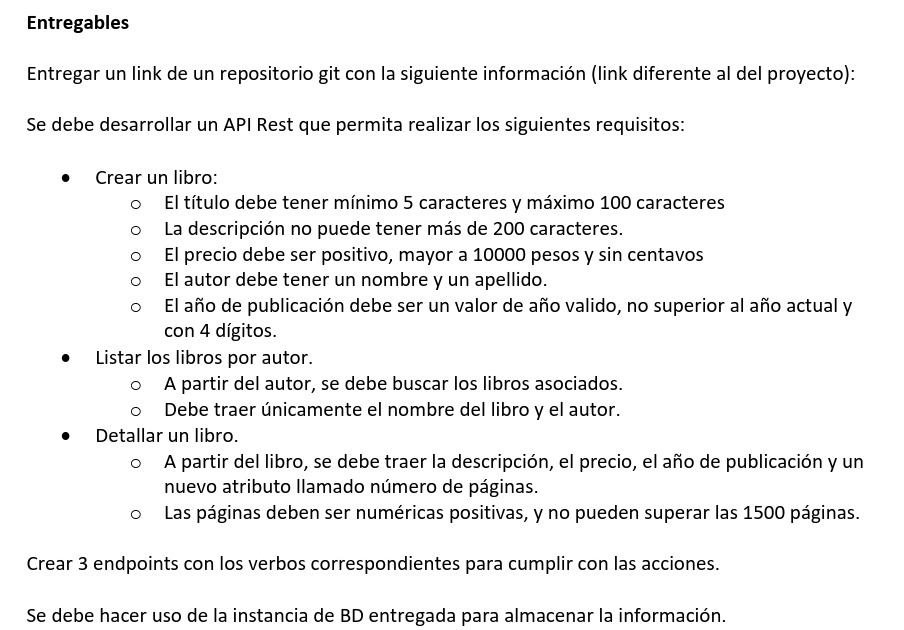 Entregables
Entregar un link de un repositorio git con la siguiente información (link diferente al del proyecto):
Se debe desarrollar un API Rest que permita realizar los siguientes requisitos:
• Crear un libro:
o El título debe tener mínimo 5 caracteres y máximo 100 caracteres
o La descripción no puede tener más de 200 caracteres.
o El precio debe ser positivo, mayor a 10000 pesos y sin centavos
o El autor debe tener un nombre y un apellido.
o El año de publicación debe ser un valor de año valido, no superior al año actual y
con 4 dígitos.
• Listar los libros por autor.
o A partir del autor, se debe buscar los libros asociados.
o Debe traer únicamente el nombre del libro y el autor.
• Detallar un libro.
o A partir del libro, se debe traer la descripción, el precio, el año de publicación y un
nuevo atributo llamado número de páginas.
o Las páginas deben ser numéricas positivas, y no pueden superar las 1500 páginas.
Crear 3 endpoints con los verbos correspondientes para cumplir con las acciones.
Se debe hacer uso de la instancia de BD entregada para almacenar la información.